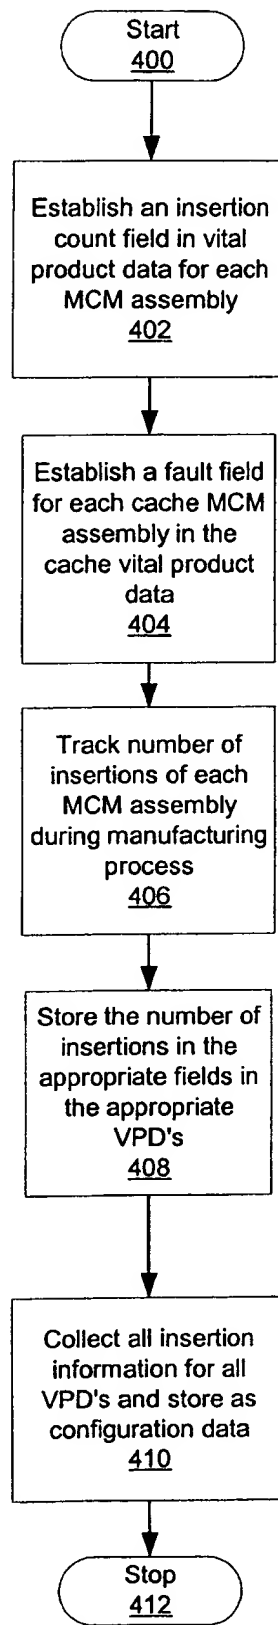 Start
400
Establish an insertion
count field in vital
product data for each
MCM assembly
402
Establish a fault field
for each cache MCM
assembly in the
cache vital product
data
404
Track number of
insertions of each
MCM assembly
during manufacturing
process
406
Store the number of
insertions in the
appropriate fields in
the appropriate
VPD's
408
Collect all insertion
information for all
VPD's and store as
configuration data
410
Stop
412